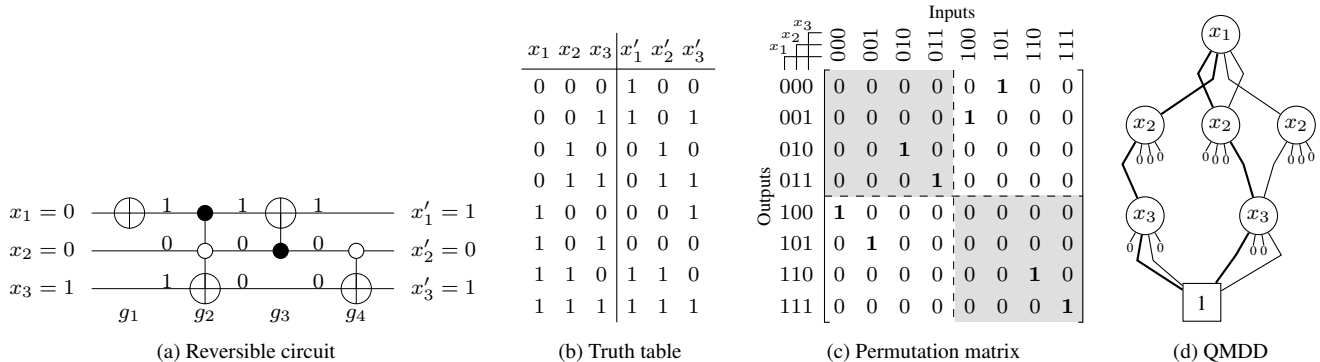 x₁ = 0 1 1 1 x′₁ = 1
x₂ = 0 0 0 0 x′₂ = 0
x₃ = 1 1 0 0 x′₃ = 1
g₁ g₂ g₃ g₄
(a) Reversible circuit
x₁ x₂ x₃ x′₁ x′₂ x′₃
0 0 0 1 0 0
0 0 1 1 0 1
0 1 0 0 1 0
0 1 1 0 1 1
1 0 0 0 0 1
1 0 1 0 0 0
1 1 0 1 1 0
1 1 1 1 1 1
(b) Truth table
Inputs
x₁ x₂ x₃
000 001 010 011 100 101 110 111
Outputs
000 0 0 0 0 0 1 0 0
001 0 0 0 0 1 0 0 0
010 0 0 1 0 0 0 0 0
011 0 0 0 1 0 0 0 0
100 1 0 0 0 0 0 0 0
101 0 1 0 0 0 0 0 0
110 0 0 0 0 0 0 1 0
111 0 0 0 0 0 0 0 1
(c) Permutation matrix
x₁
x₂ x₂ x₂
0 0 0 0 0 0 0 0 0
x₃ x₃
0 0 0 0
1
(d) QMDD